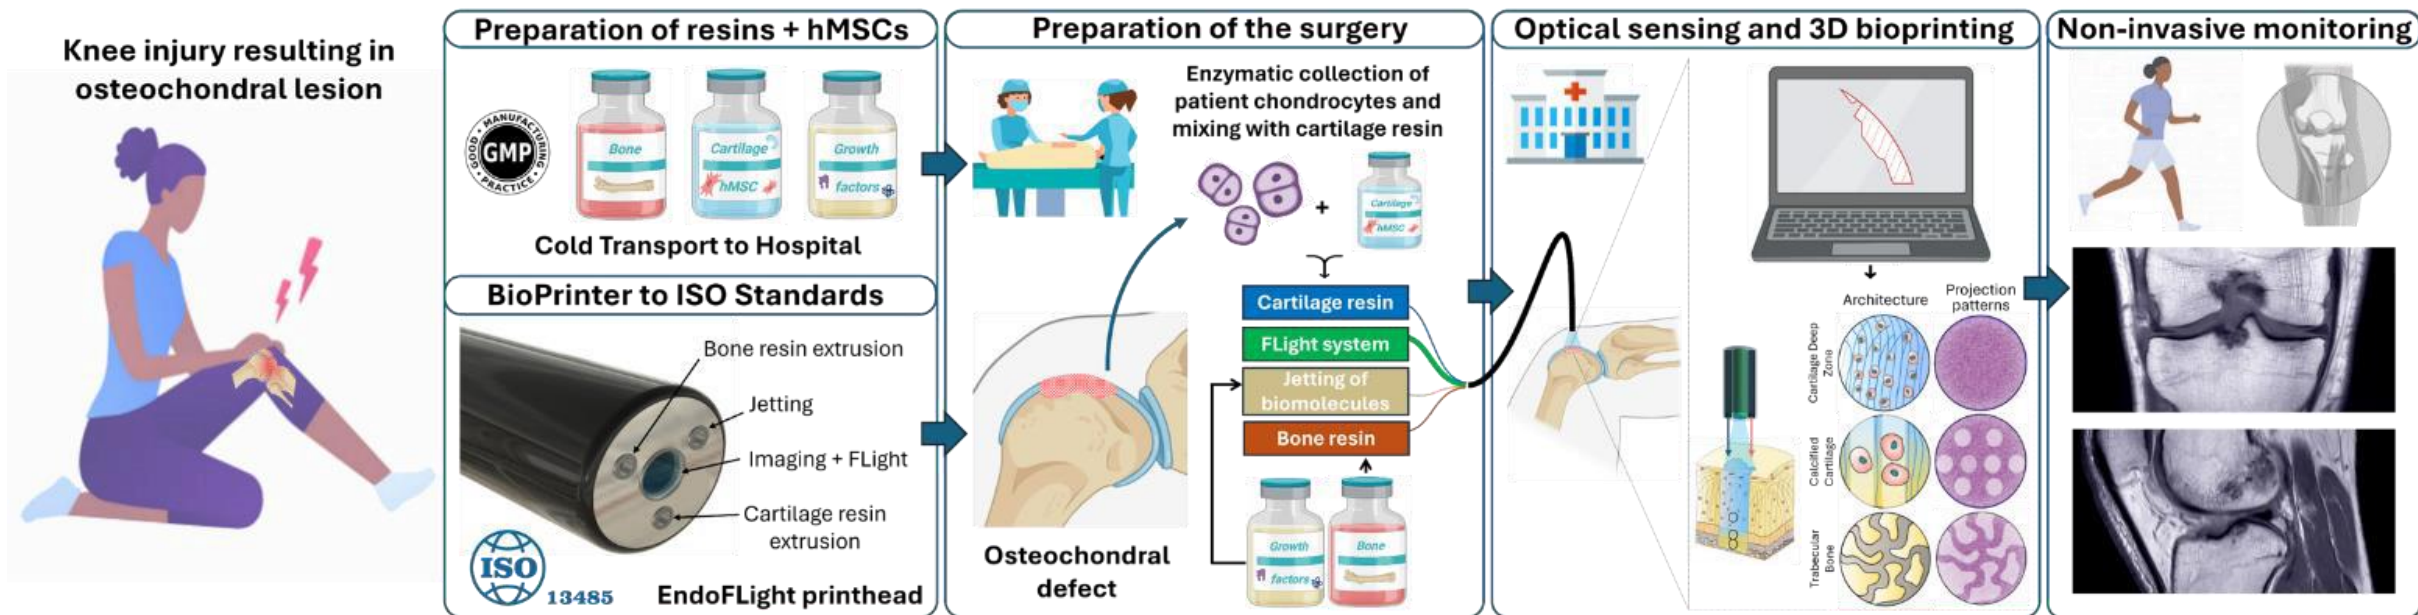 Knee injury resulting in
osteochondral lesion
Preparation of resins + hMSCs
GOOD • MANUFACTURING • PRACTICE •
GMP
Bone
Cartilage
hMSC
Growth
factors
Cold Transport to Hospital
BioPrinter to ISO Standards
Bone resin extrusion
Jetting
Imaging + FLight
Cartilage resin
extrusion
ISO
13485
EndoFLight printhead
Preparation of the surgery
Enzymatic collection of
patient chondrocytes and
mixing with cartilage resin
+
Cartilage
hMSC
Cartilage resin
FLight system
Jetting of
biomolecules
Bone resin
Growth
factors
Bone
Osteochondral
defect
Optical sensing and 3D bioprinting
Architecture
Projection
patterns
Cartilage Deep
Zone
Calcified
Cartilage
Trabecular
Bone
Non-invasive monitoring